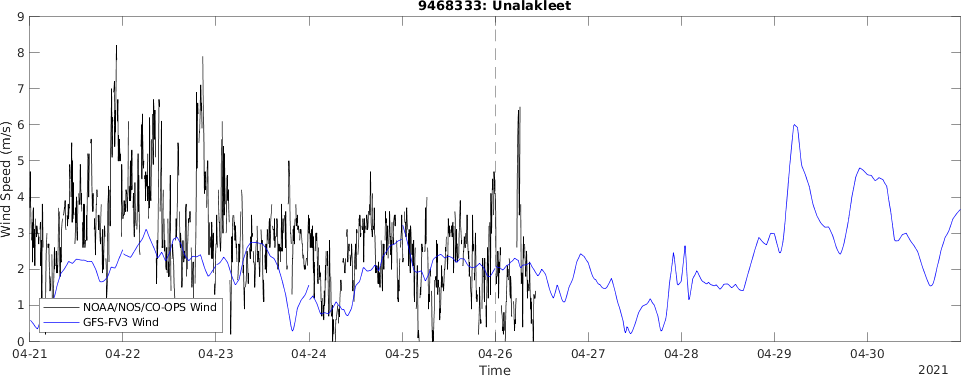 9468333: Unalakleet
9
8
7
6
5
4
3
2
1
0
Wind Speed (m/s)
NOAA/NOS/CO-OPS Wind
GFS-FV3 Wind
04-21 04-22 04-23 04-24 04-25 04-26 04-27 04-28 04-29 04-30
Time
2021